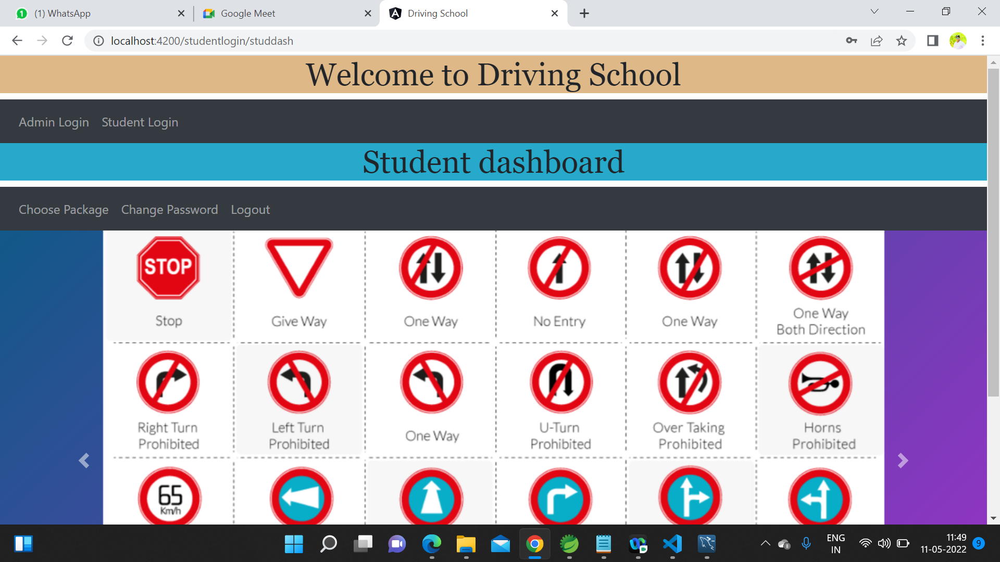 (1) WhatsApp
Google Meet
Driving School
localhost:4200/studentlogin/studdash
Welcome to Driving School
Admin Login Student Login
Student dashboard
Choose Package Change Password Logout
STOP
Stop
Give Way
One Way
No Entry
One Way
One Way
Both Direction
Right Turn
Prohibited
Left Turn
Prohibited
One Way
U-Turn
Prohibited
Over Taking
Prohibited
Horns
Prohibited
65
Km/h
ENG
IN
11:49
11-05-2022
9